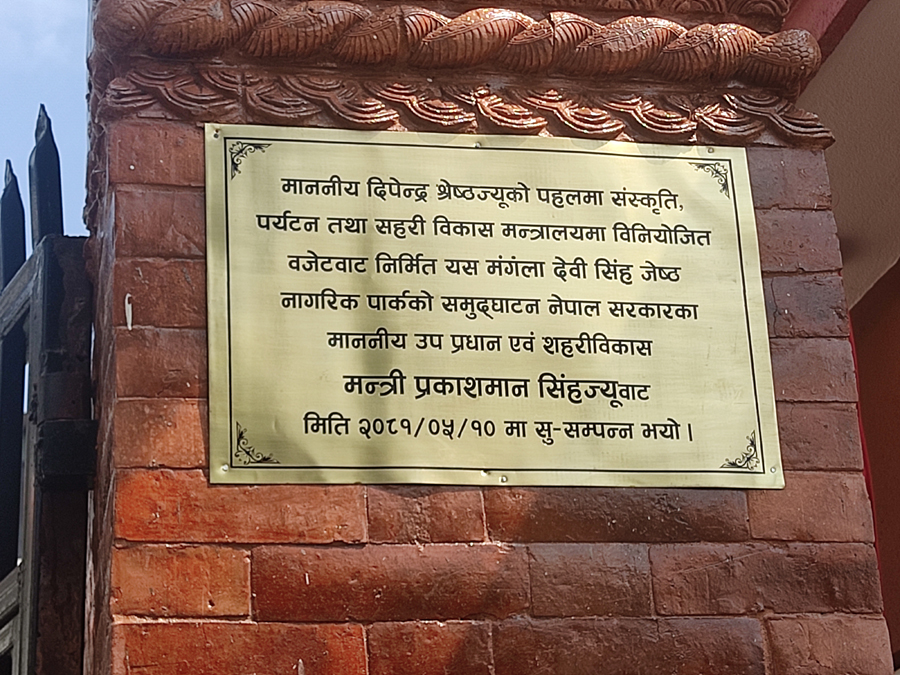 माननीय दिपेन्द्र श्रेष्ठज्यूको पहलमा संस्कृति,
पर्यटन तथा सहरी विकास मन्त्रालयमा विनियोजित
वजेटवाट निर्मित यस मंगंला देवी सिंह जेष्ठ
नागरिक पार्कको समुद्घाटन नेपाल सरकारका
माननीय उप प्रधान एवं शहरीविकास
मन्त्री प्रकाशमान सिंहज्यूवाट
मिति २०८१/०५/१० मा सु-सम्पन्न भयो।